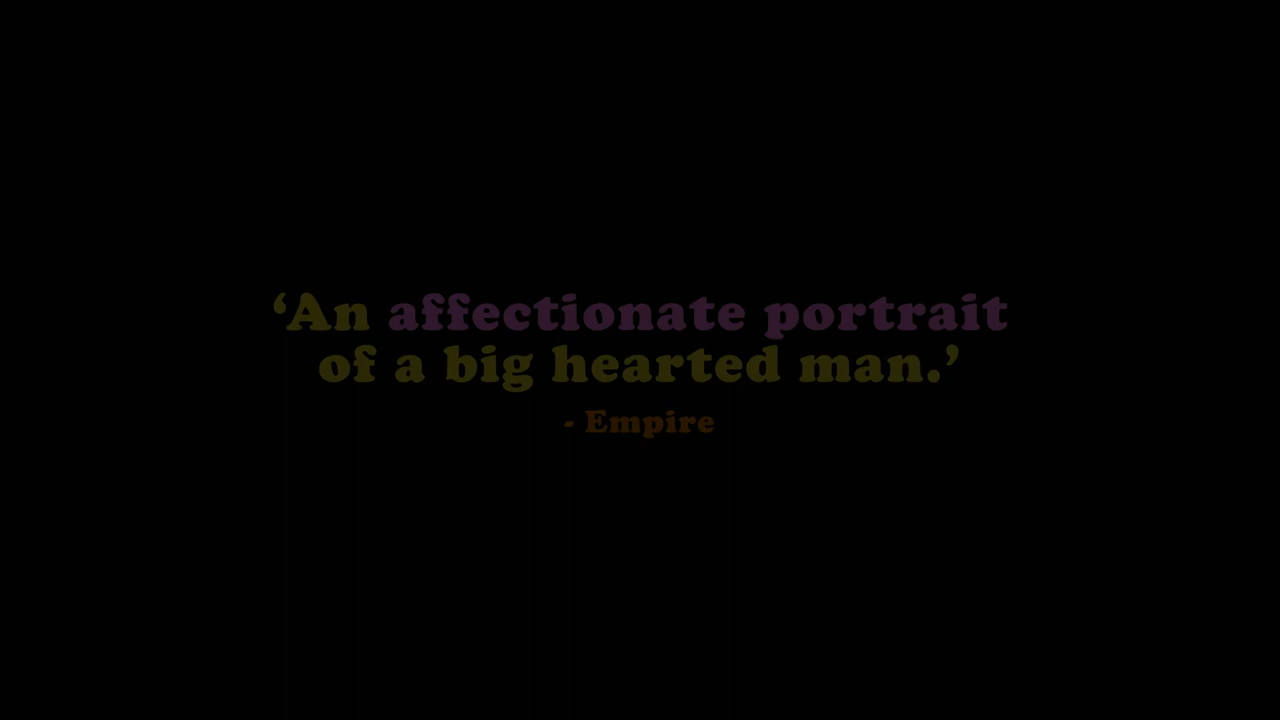 ‘An affectionate portrait
of a big hearted man.’
- Empire